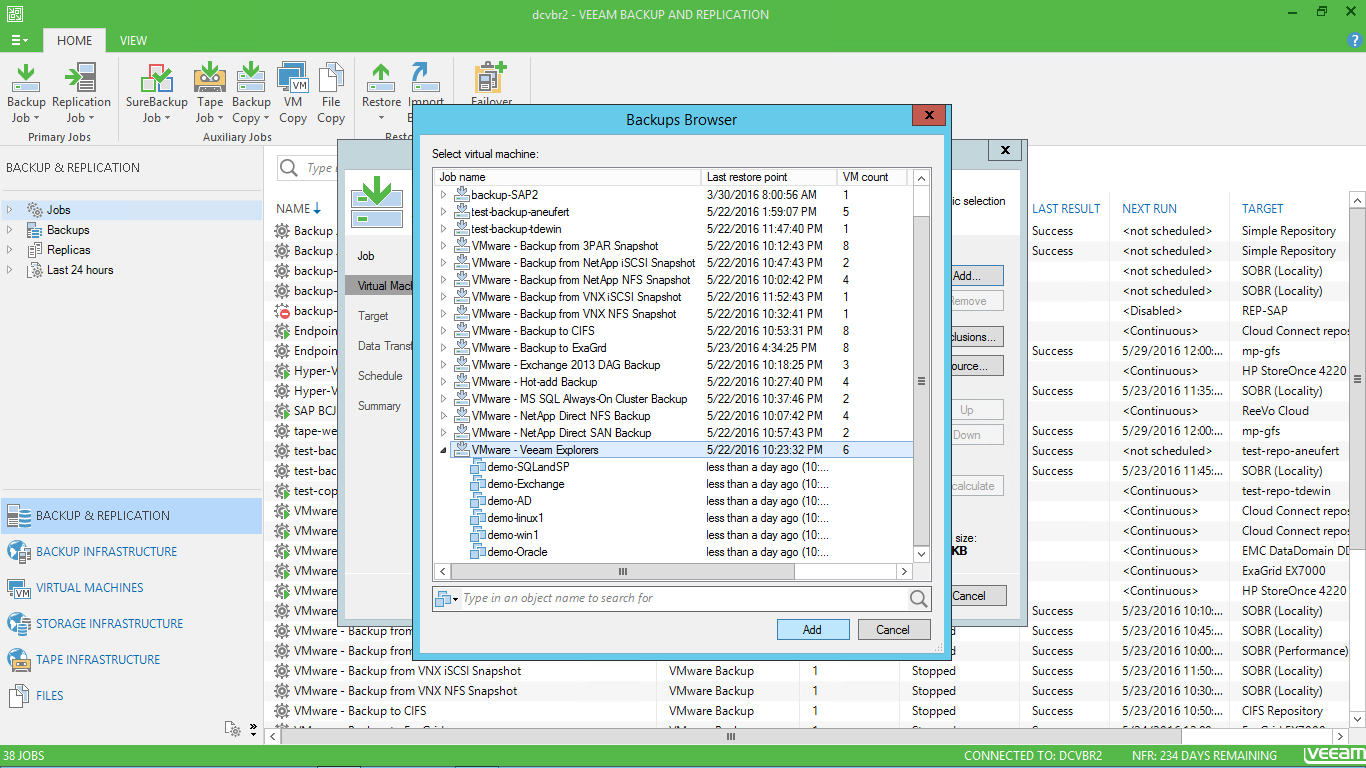 dcvbr2 - VEEAM BACKUP AND REPLICATION
HOME VIEW
Backup Job
Replication Job
SureBackup Job
Tape Job
Backup Copy
VM Copy
File Copy
Restore
Import
Failover
Primary Jobs Auxiliary Jobs
BACKUP & REPLICATION
Jobs
Backups
Replicas
Last 24 hours
BACKUP & REPLICATION
BACKUP INFRASTRUCTURE
VIRTUAL MACHINES
STORAGE INFRASTRUCTURE
TAPE INFRASTRUCTURE
FILES
38 JOBS
Job
Target
Schedule
Summary
Add...
Remove
Up
Down
size:
KB
Cancel
Backups Browser
Select virtual machine:
Job name Last restore point VM count
backup-SAP2 3/30/2016 8:00:56 AM 1
test-backup-aneufert 5/22/2016 1:59:07 PM 5
test-backup-tdewin 5/22/2016 11:47:40 PM 1
VMware - Backup from 3PAR Snapshot 5/22/2016 10:12:43 PM 8
VMware - Backup from NetApp iSCSI Snapshot 5/22/2016 10:47:43 PM 2
VMware - Backup from NetApp NFS Snapshot 5/22/2016 10:02:42 PM 4
VMware - Backup from VNX iSCSI Snapshot 5/22/2016 11:52:43 PM 1
VMware - Backup from VNX NFS Snapshot 5/22/2016 10:32:41 PM 1
VMware - Backup to CIFS 5/22/2016 10:53:31 PM 8
VMware - Backup to ExaGrd 5/23/2016 4:34:25 PM 8
VMware - Exchange 2013 DAG Backup 5/22/2016 10:18:25 PM 3
VMware - Hot-add Backup 5/22/2016 10:27:40 PM 4
VMware - MS SQL Always-On Cluster Backup 5/22/2016 10:37:46 PM 2
VMware - NetApp Direct NFS Backup 5/22/2016 10:07:42 PM 4
VMware - NetApp Direct SAN Backup 5/22/2016 10:57:43 PM 2
VMware - Veeam Explorers 5/22/2016 10:23:32 PM 6
demo-SQLandSP less than a day ago (10:...
demo-Exchange less than a day ago (10:...
demo-AD less than a day ago (10:...
demo-linux1 less than a day ago (10:...
demo-win1 less than a day ago (10:...
demo-Oracle less than a day ago (10:...
Type in an object name to search for
Add Cancel
NAME LAST RESULT NEXT RUN TARGET
Backup Success <not scheduled> Simple Repository
Backup Success <not scheduled> Simple Repository
backup- <not scheduled> SOBR (Locality)
backup- <not scheduled> SOBR (Locality)
backup- <Disabled> REP-SAP
Endpoin <Continuous> Cloud Connect repos
Endpoin Success 5/29/2016 12:00:... mp-gfs
Hyper-V <Continuous> HP StoreOnce 4220
Hyper-V Success 5/23/2016 11:35:... SOBR (Locality)
SAP BCJ <Continuous> ReeVo Cloud
tape-we Success 5/29/2016 12:00:... mp-gfs
test-bac Success <not scheduled> test-repo-aneufert
test-bac Success 5/23/2016 11:45:... SOBR (Locality)
test-cop <Continuous> test-repo-tdewin
VMware <Continuous> Cloud Connect repos
VMware <Continuous> Cloud Connect repos
VMware <Continuous> EMC DataDomain DD
VMware <Continuous> ExaGrid EX7000
VMware <Continuous> HP StoreOnce 4220
VMware - Success 5/23/2016 10:10:... SOBR (Locality)
VMware - Backup from Success 5/23/2016 10:45:... SOBR (Locality)
VMware - Backup from Success 5/23/2016 10:00:... SOBR (Performance)
VMware - Backup from VNX iSCSI Snapshot VMware Backup 1 Stopped Success 5/23/2016 11:50:... SOBR (Locality)
VMware - Backup from VNX NFS Snapshot VMware Backup 1 Stopped Success 5/23/2016 10:30:... SOBR (Locality)
VMware - Backup to CIFS VMware Backup 1 Stopped Success 5/23/2016 10:50:... CIFS Repository
CONNECTED TO: DCVBR2 NFR: 234 DAYS REMAINING veeam